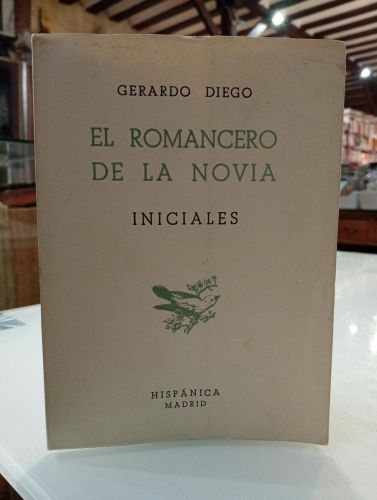 GERARDO DIEGO
EL ROMANCERO
DE LA NOVIA
INICIALES
HISPÁNICA
MADRID